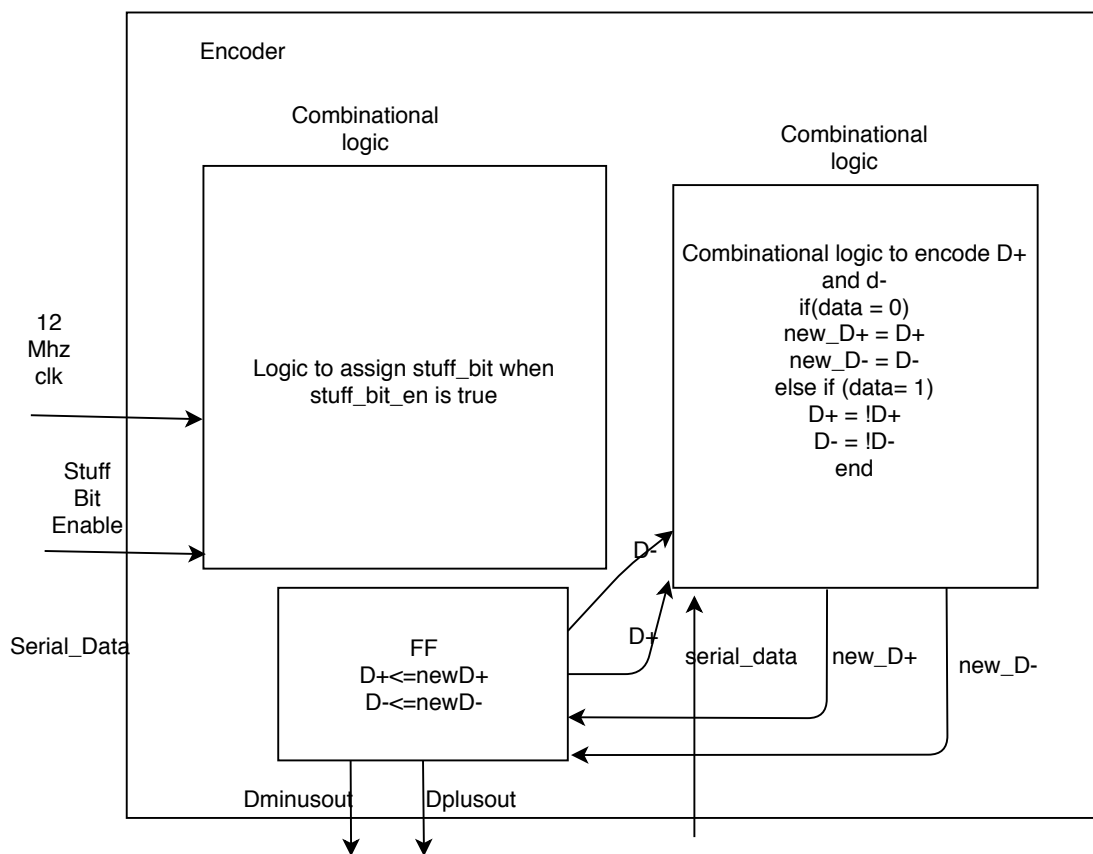 Encoder
Combinational
logic
Combinational
logic
Combinational logic to encode D+
and d-
if(data = 0)
new_D+ = D+
new_D- = D-
else if (data= 1)
D+ = !D+
D- = !D-
end
12
Mhz
clk
Logic to assign stuff_bit when
stuff_bit_en is true
Stuff
Bit
Enable
D-
Serial_Data
FF
D+<=newD+
D-<=newD-
D+
serial_data
new_D+
new_D-
Dminusout
Dplusout